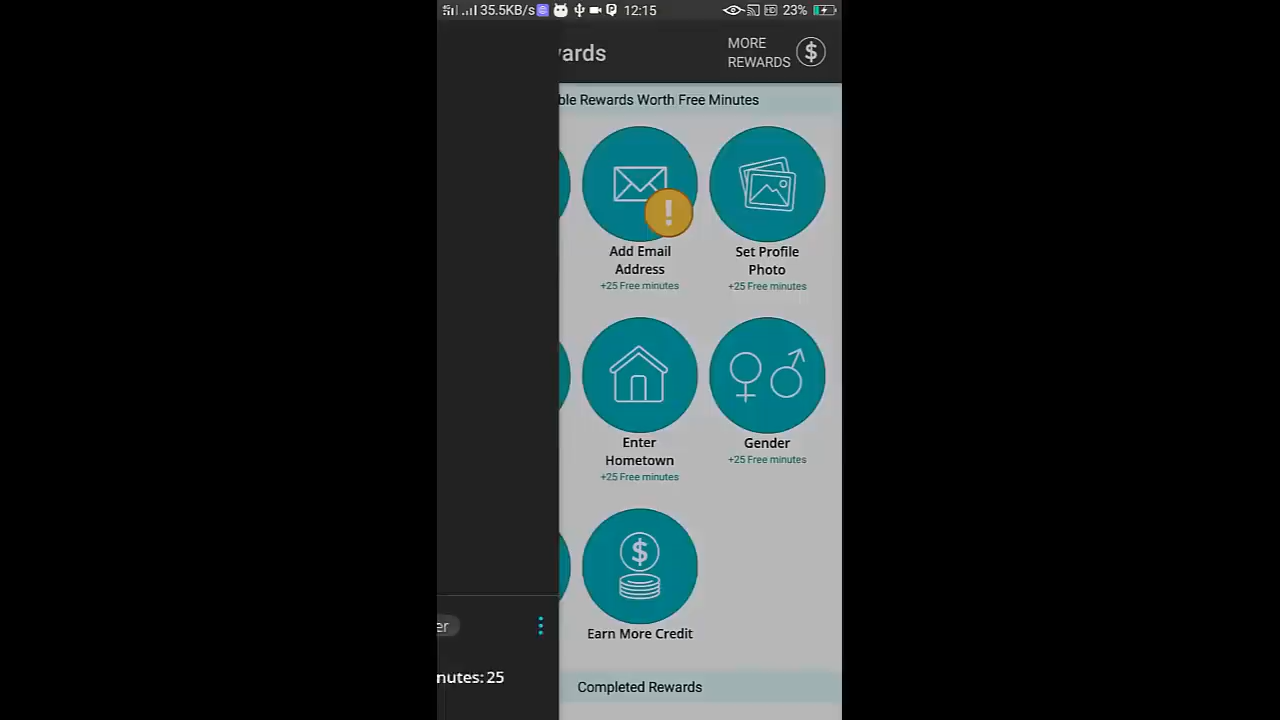 35.5KB/s 12:15 HD 23%
ards
MORE
REWARDS
ble Rewards Worth Free Minutes
Add Email
Address
+25 Free minutes
Set Profile
Photo
+25 Free minutes
Enter
Hometown
+25 Free minutes
Gender
+25 Free minutes
Earn More Credit
er
nutes: 25
Completed Rewards